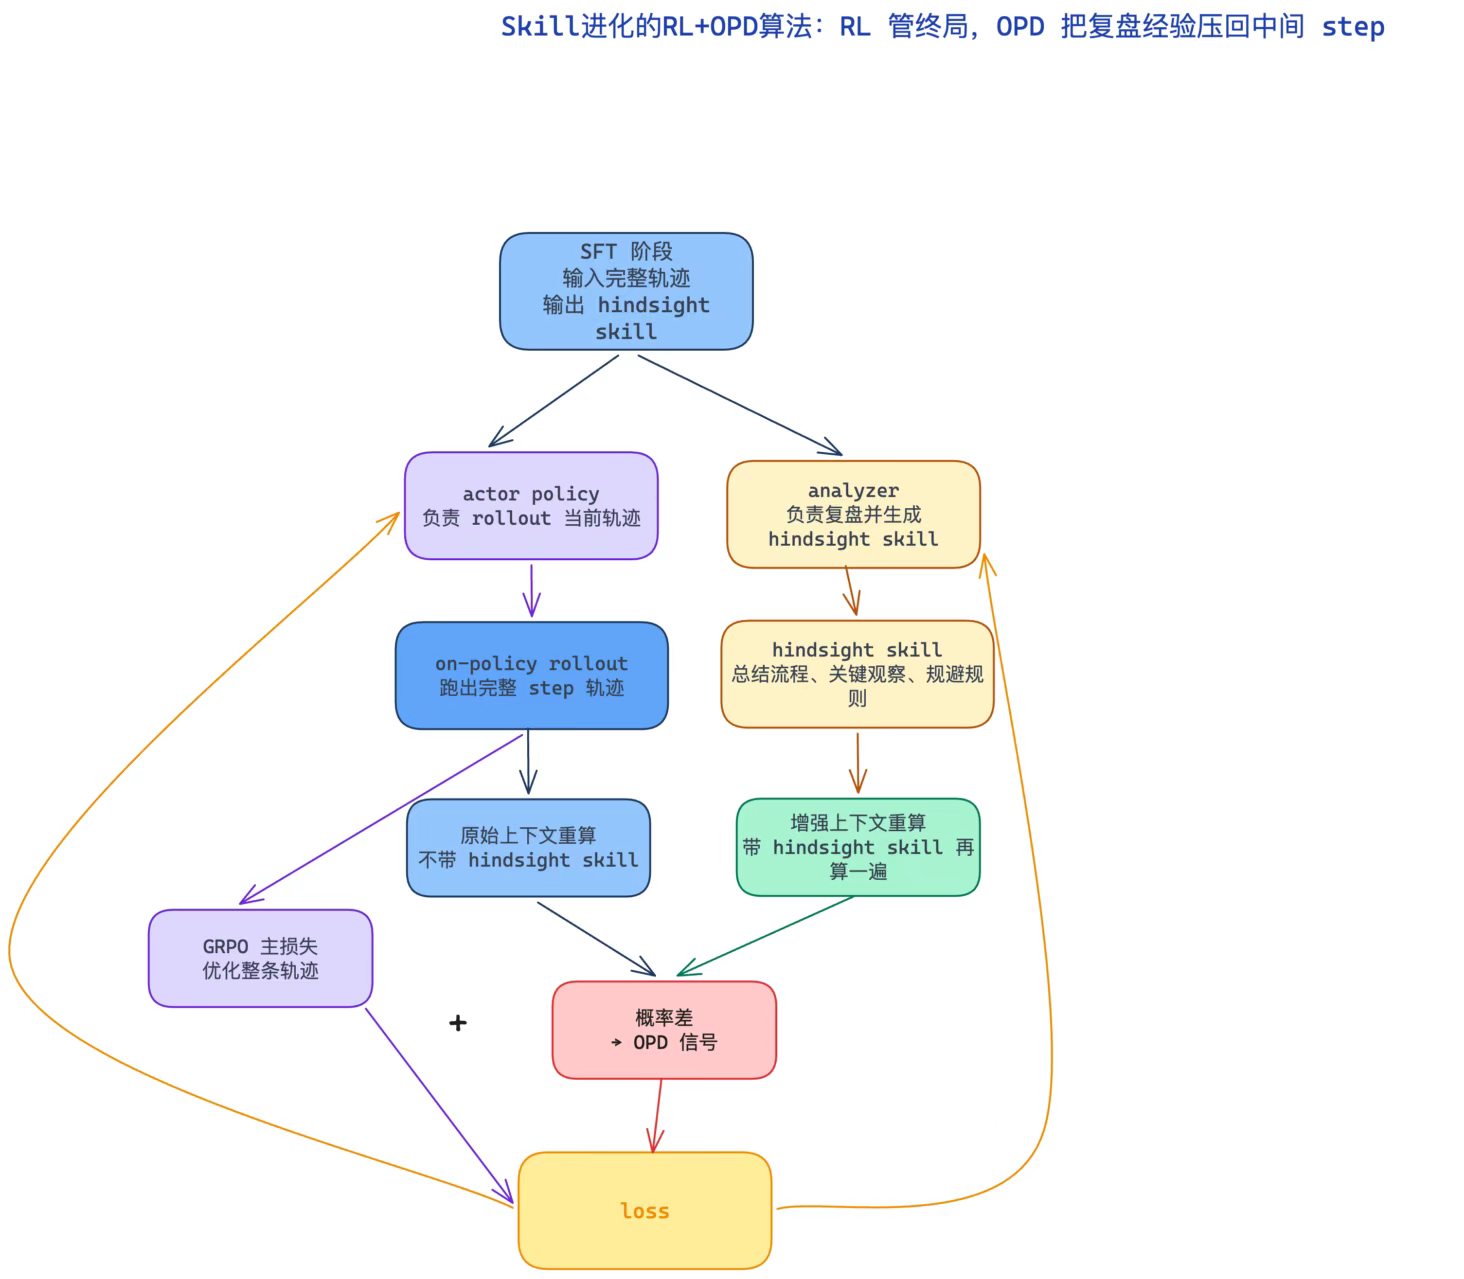 Skill进化的RL+OPD算法：RL 管终局，OPD 把复盘经验压回中间 step
SFT 阶段
输入完整轨迹
输出 hindsight
skill
actor policy
负责 rollout 当前轨迹
analyzer
负责复盘并生成
hindsight skill
on-policy rollout
跑出完整 step 轨迹
hindsight skill
总结流程、关键观察、规避规
则
原始上下文重算
不带 hindsight skill
增强上下文重算
带 hindsight skill 再
算一遍
GRPO 主损失
优化整条轨迹
+
概率差
→ OPD 信号
loss